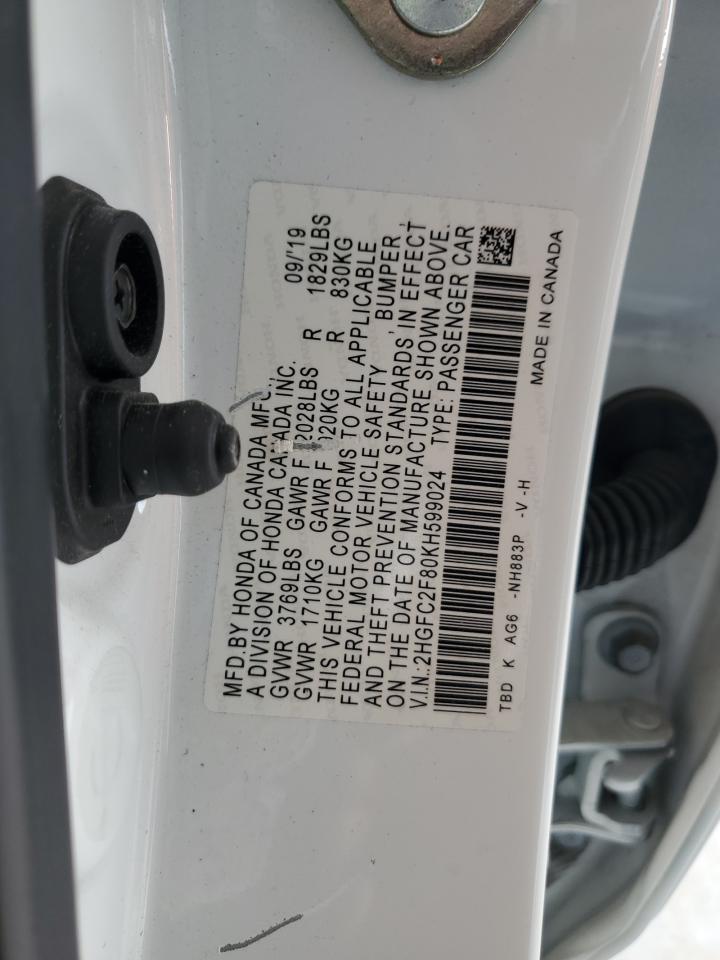 MFD.BY HONDA OF CANADA MFG., 09/'19
A DIVISION OF HONDA CANADA INC.
GVWR 3769LBS GAWR F 2028LBS R 1829LBS
GVWR 1710KG GAWR F 920KG R 830KG
THIS VEHICLE CONFORMS TO ALL APPLICABLE
FEDERAL MOTOR VEHICLE SAFETY , BUMPER ,
AND THEFT PREVENTION STANDARDS IN EFFECT
ON THE DATE OF MANUFACTURE SHOWN ABOVE.
V.I.N.:2HGFC2F80KH599024 TYPE: PASSENGER CAR
TBD K AG6 -NH883P -V -H MADE IN CANADA